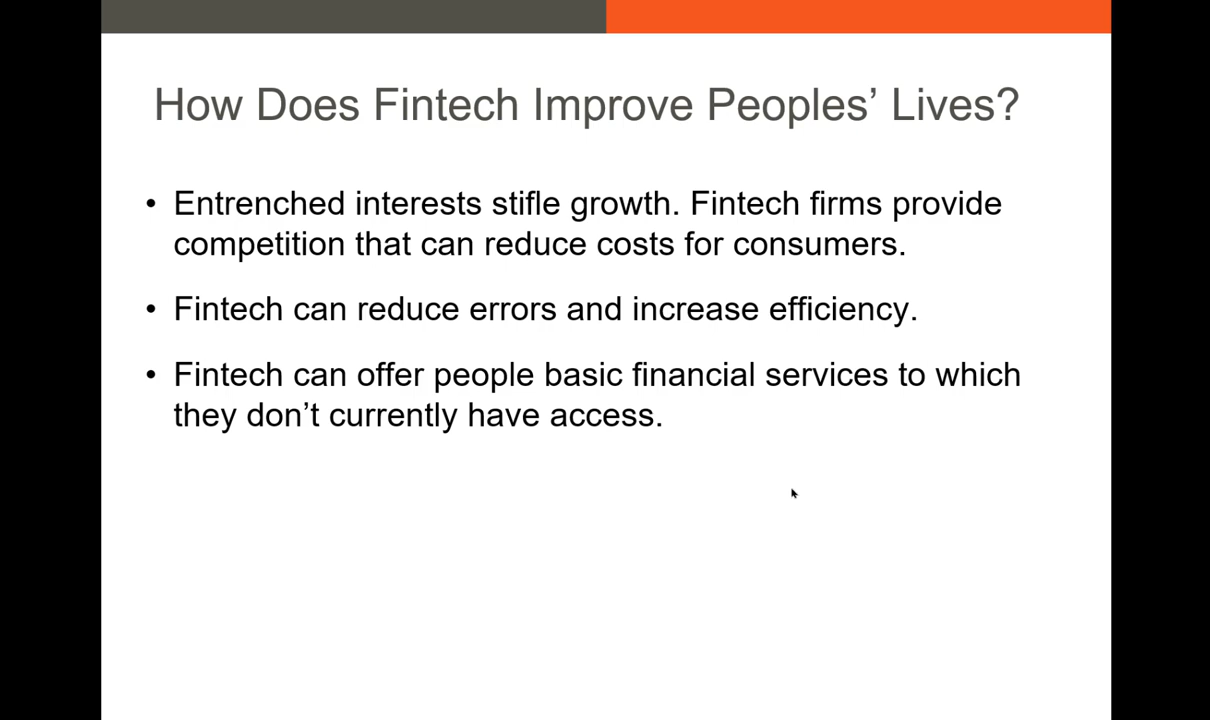 How Does Fintech Improve Peoples’ Lives?
• Entrenched interests stifle growth. Fintech firms provide
competition that can reduce costs for consumers.
• Fintech can reduce errors and increase efficiency.
• Fintech can offer people basic financial services to which
they don’t currently have access.